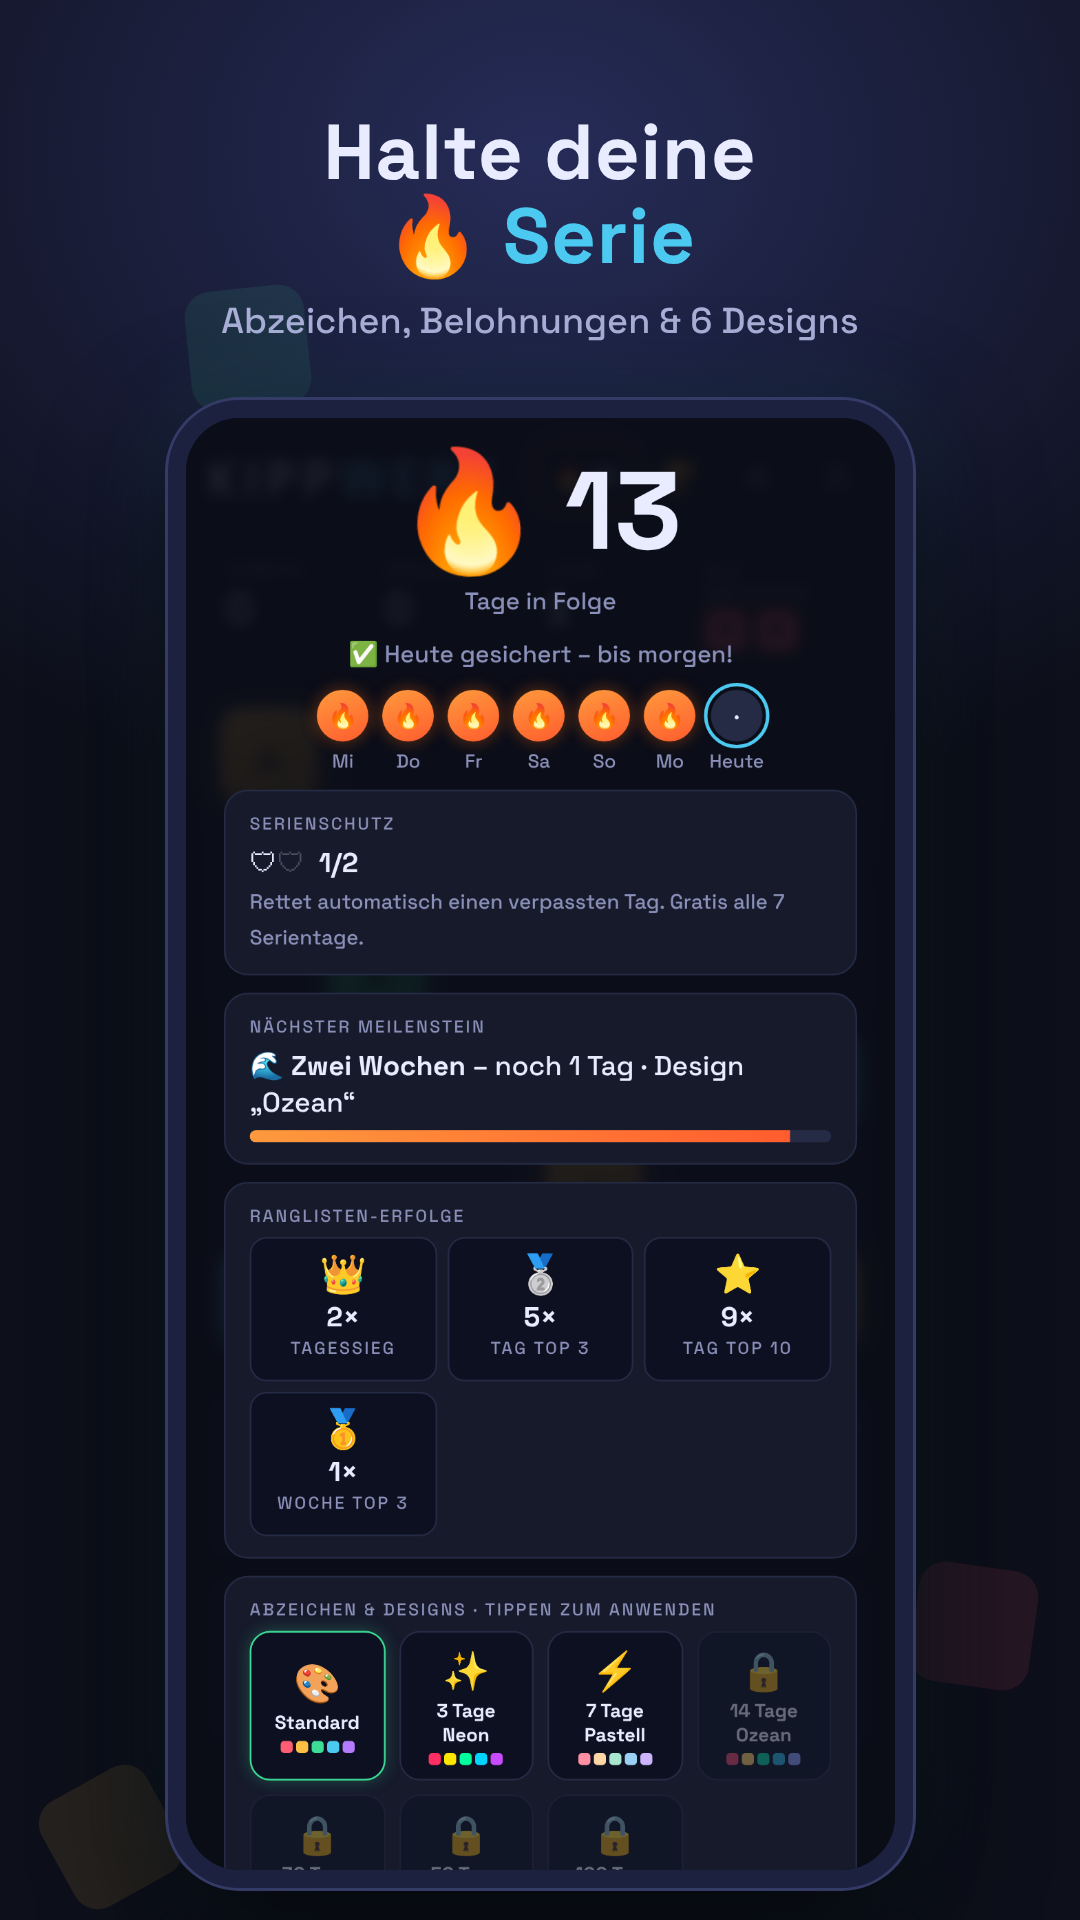 Halte deine
🔥 Serie
Abzeichen, Belohnungen & 6 Designs
🔥 13
Tage in Folge
✅ Heute gesichert – bis morgen!
Mi Do Fr Sa So Mo Heute
SERIENSCHUTZ
1/2
Rettet automatisch einen verpassten Tag. Gratis alle 7
Serientage.
NÄCHSTER MEILENSTEIN
🌊 Zwei Wochen – noch 1 Tag · Design
„Ozean“
RANGLISTEN-ERFOLGE
2× 5× 9×
TAGESSIEG TAG TOP 3 TAG TOP 10
1×
WOCHE TOP 3
ABZEICHEN & DESIGNS · TIPPEN ZUM ANWENDEN
Standard
3 Tage
Neon
7 Tage
Pastell
14 Tage
Ozean